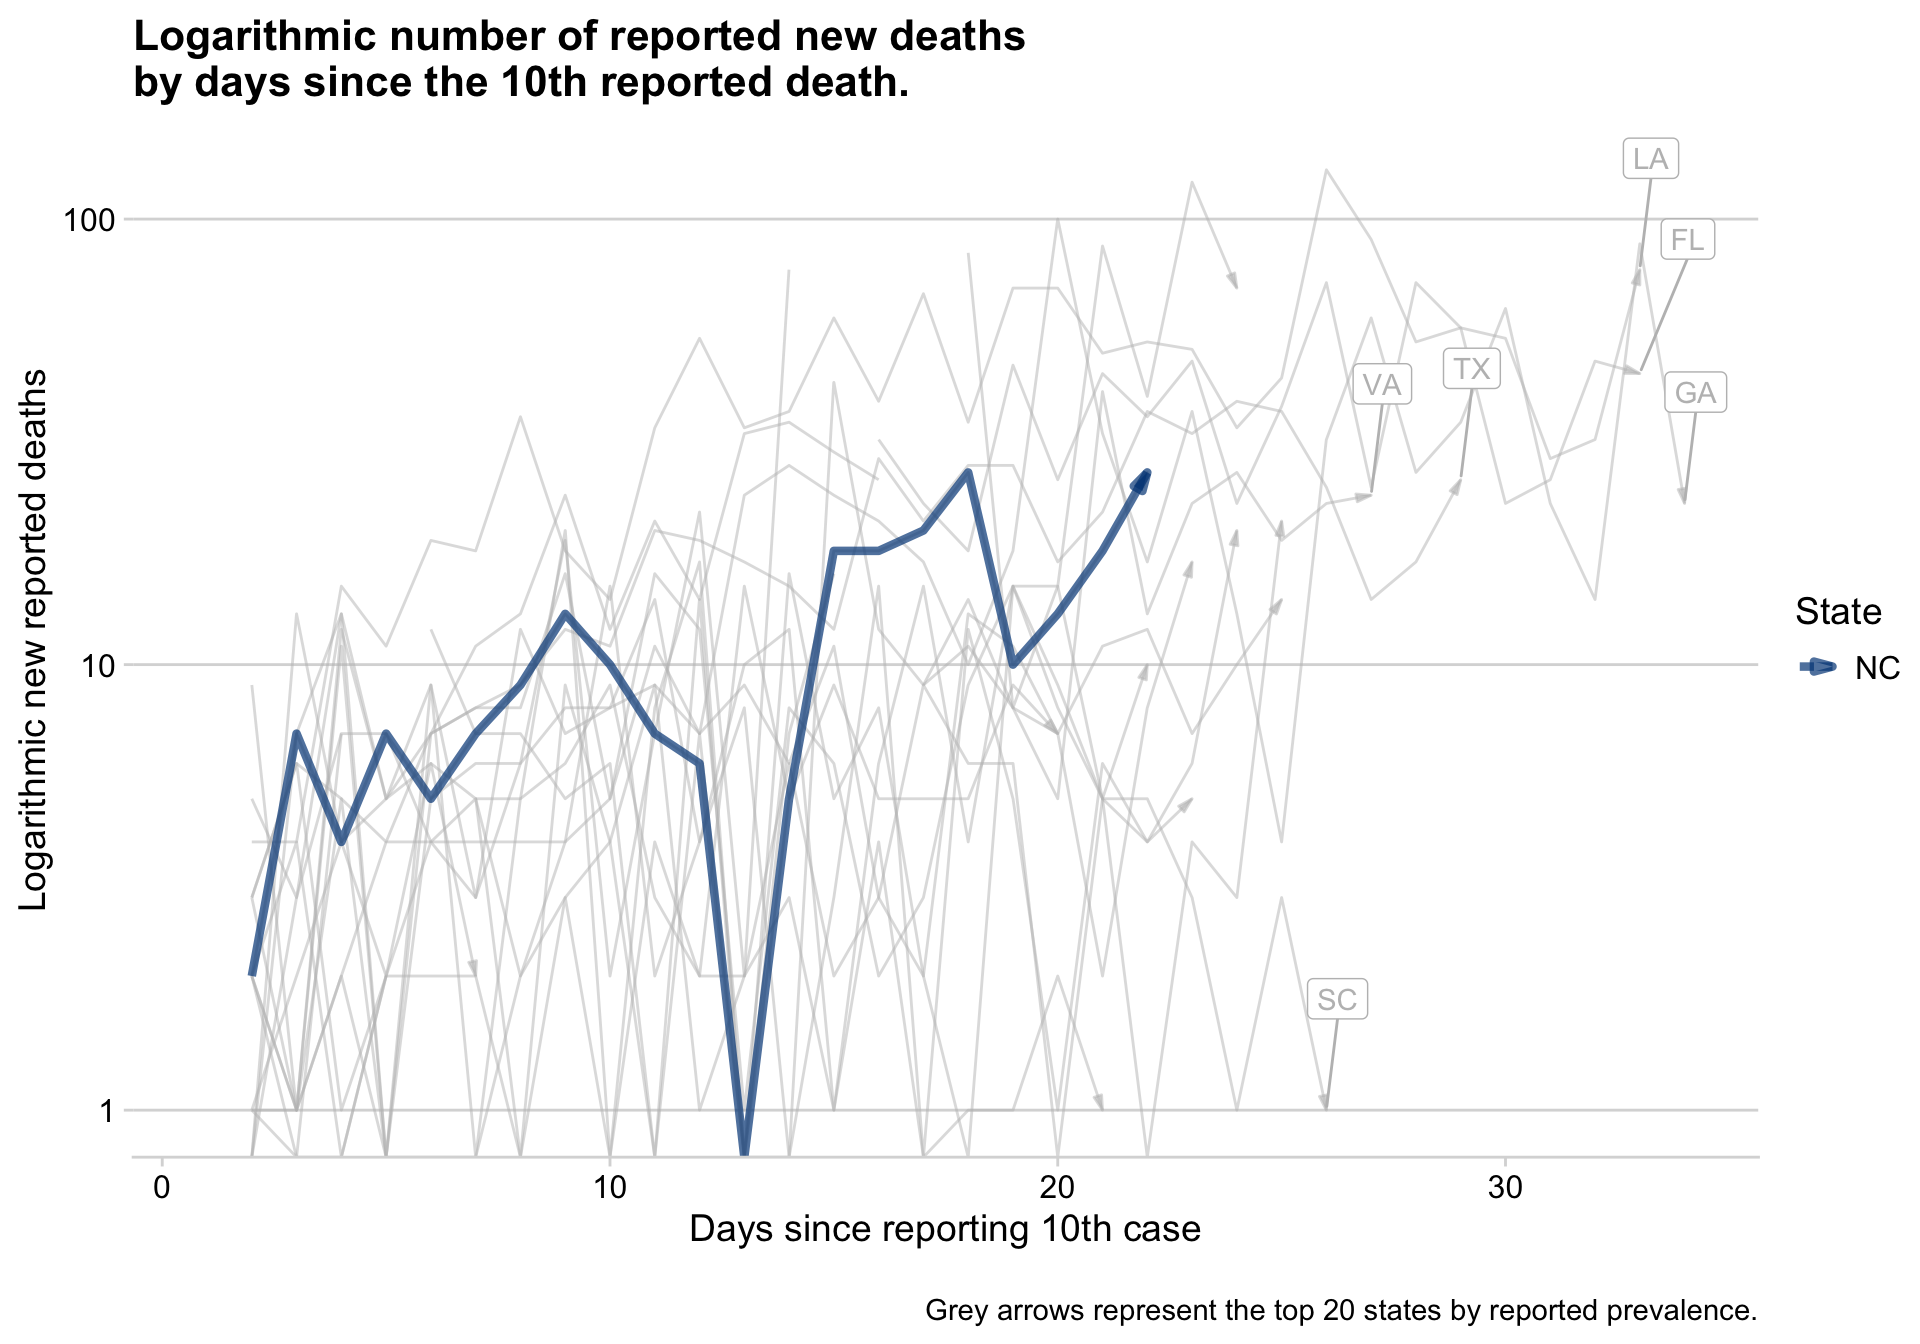 Logarithmic number of reported new deaths
by days since the 10th reported death.
LA
100
FL
VA
TX
GA
Logarithmic new reported deaths
State
10
NC
SC
1
0
10
20
30
Days since reporting 10th case
Grey arrows represent the top 20 states by reported prevalence.